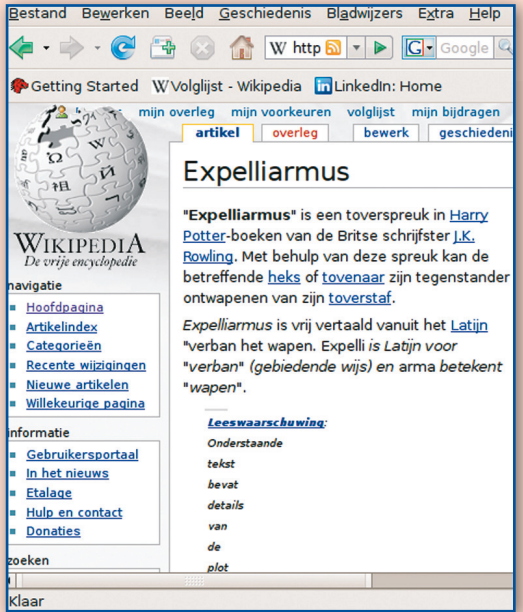 Bestand Bewerken Beeld Geschiedenis Bladwijzers Extra Help
W http G Google
Getting Started W Volglijst - Wikipedia in LinkedIn: Home
mijn overleg mijn voorkeuren volglijst mijn bijdragen
artikel overleg bewerk geschiedeni
Ω W И 祖
WIKIPEDIA
De vrije encyclopedie
navigatie
Hoofdpagina
Artikelindex
Categorieën
Recente wijzigingen
Nieuwe artikelen
Willekeurige pagina
informatie
Gebruikersportaal
In het nieuws
Etalage
Hulp en contact
Donaties
zoeken
Expelliarmus
"Expelliarmus" is een toverspreuk in Harry
Potter-boeken van de Britse schrijfster J.K.
Rowling. Met behulp van deze spreuk kan de
betreffende heks of tovenaar zijn tegenstander
ontwapenen van zijn toverstaf.
Expelliarmus is vrij vertaald vanuit het Latijn
"verban het wapen. Expelli is Latijn voor
"verban" (gebiedende wijs) en arma betekent
"wapen".
Leeswaarschuwing:
Onderstaande
tekst
bevat
details
van
de
plot
Klaar